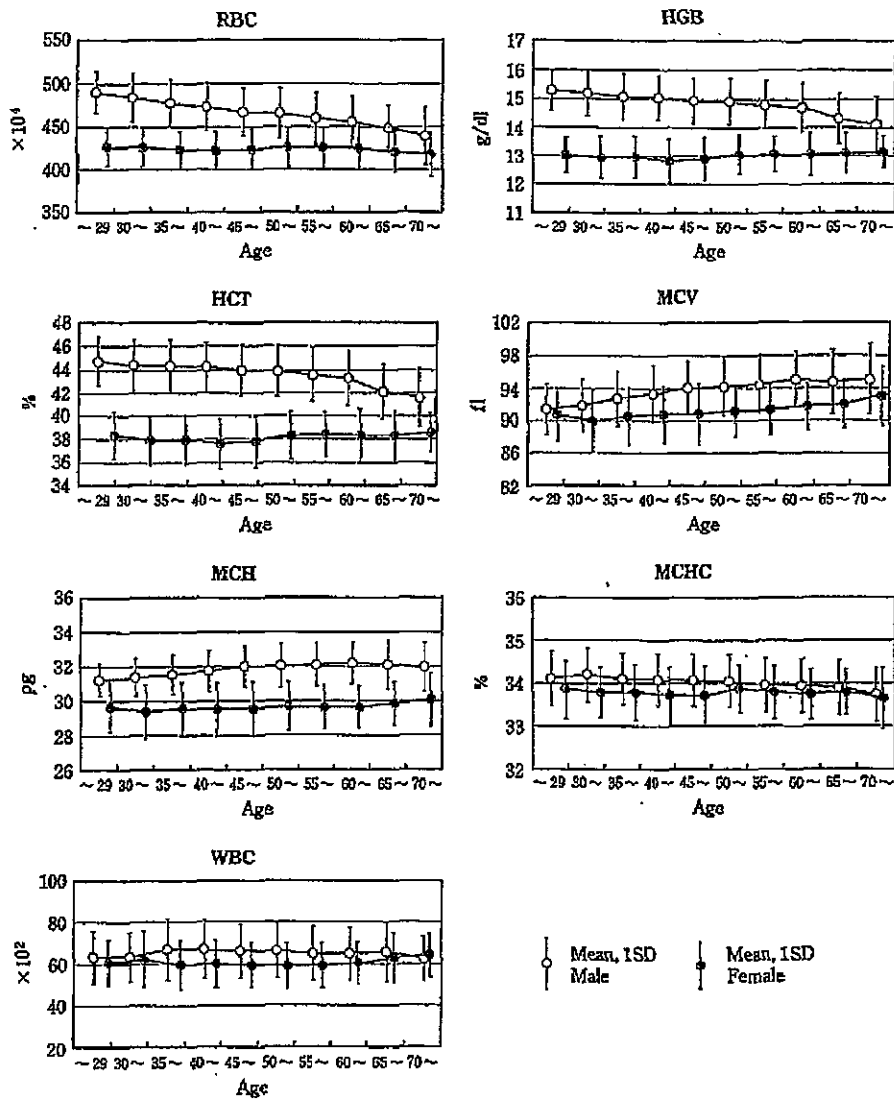 RBC
×10⁴
550
500
450
420
400
350
~29 30~ 35~ 40~ 45~ 50~ 55~ 60~ 65~ 70~
Age
HGB
g/dl
17
16
15
14
13
12
11
~29 30~ 35~ 40~ 45~ 50~ 55~ 60~ 65~ 70~
Age
HCT
%
48
46
44
42
40
38
36
34
~29 30~ 35~ 40~ 45~ 50~ 55~ 60~ 65~ 70~
Age
MCV
fl
102
98
94
90
86
82
~29 30~ 35~ 40~ 45~ 50~ 55~ 60~ 65~ 70~
Age
MCH
pg
36
34
32
30
28
26
~29 30~ 35~ 40~ 45~ 50~ 55~ 60~ 65~ 70~
Age
MCHC
%
36
35
34
33
32
~29 30~ 35~ 40~ 45~ 50~ 55~ 60~ 65~ 70~
Age
WBC
×10²
100
80
60
40
20
~29 30~ 35~ 40~ 45~ 50~ 55~ 60~ 65~ 70~
Age
Mean, 1SD
Male
Mean, 1SD
Female